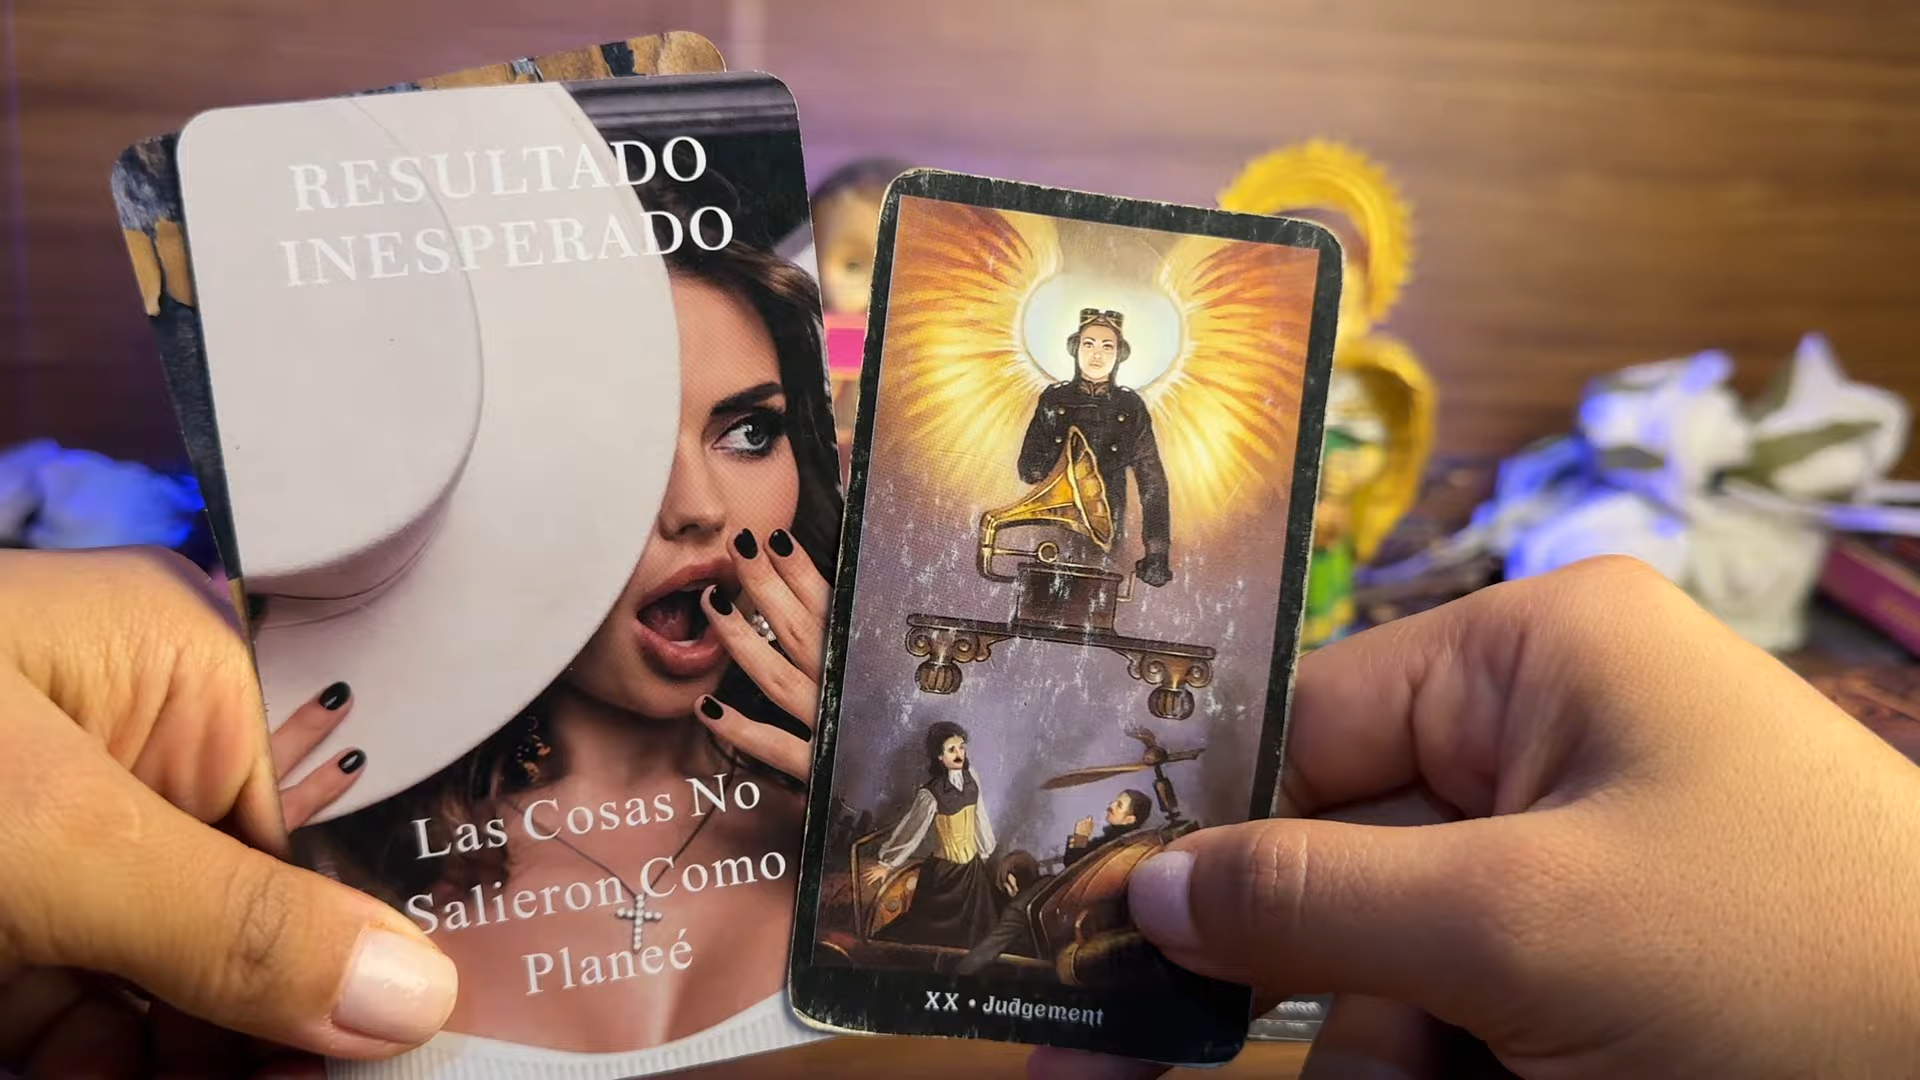 RESULTADO
INESPERADO
Las Cosas No
Salieron Como
Planeé
XX • Judgement